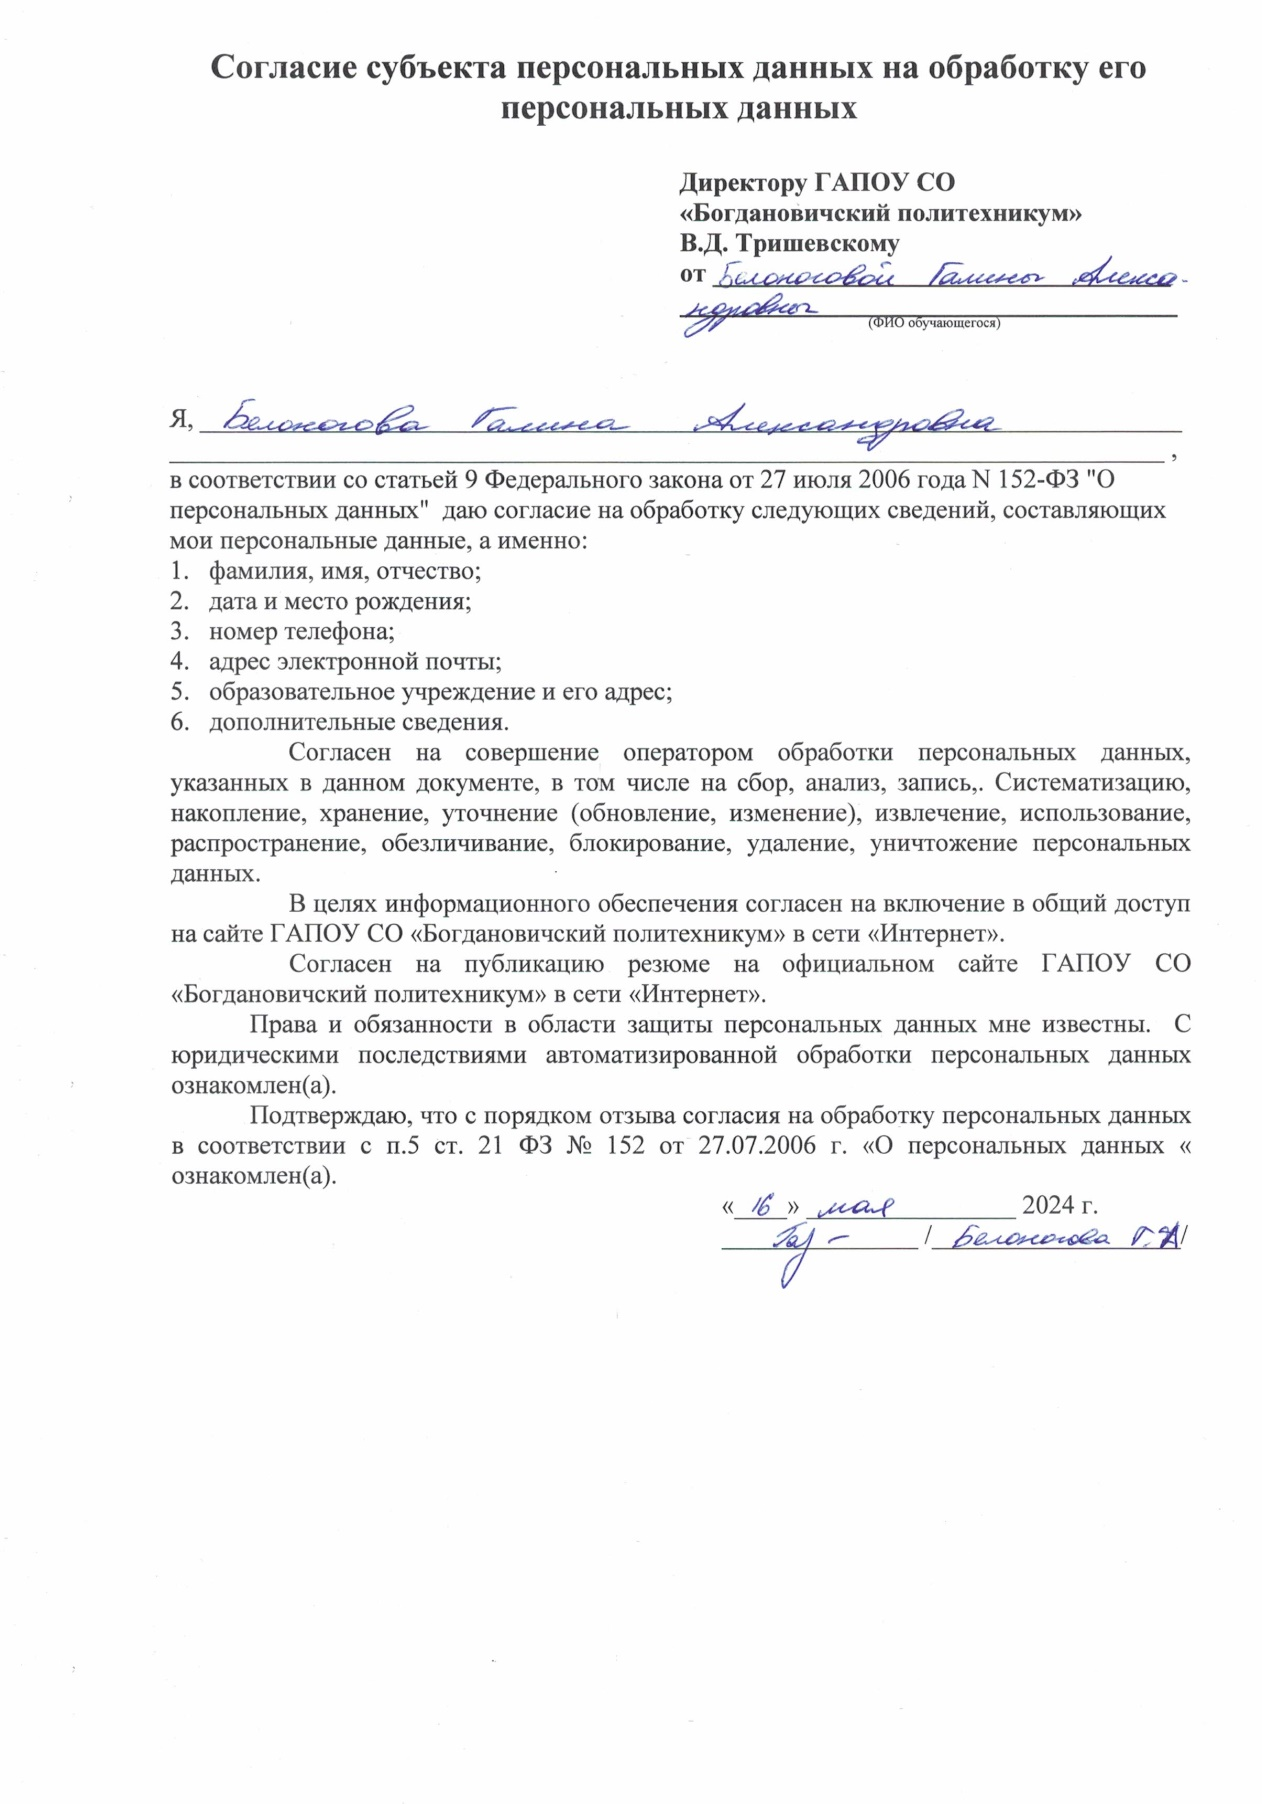 Согласие субъекта персональных данных на обработку его
персональных данных
Директору ГАПОУ СО
«Богдановичский политехникум»
В.Д. Тришевскому
от Белоноговой Галины Алекса-
ндровны
(ФИО обучающегося)
Я, Белоногова Галина Александровна
,
в соответствии со статьей 9 Федерального закона от 27 июля 2006 года N 152-ФЗ "О
персональных данных" даю согласие на обработку следующих сведений, составляющих
мои персональные данные, а именно:
1. фамилия, имя, отчество;
2. дата и место рождения;
3. номер телефона;
4. адрес электронной почты;
5. образовательное учреждение и его адрес;
6. дополнительные сведения.
Согласен на совершение оператором обработки персональных данных,
указанных в данном документе, в том числе на сбор, анализ, запись,. Систематизацию,
накопление, хранение, уточнение (обновление, изменение), извлечение, использование,
распространение, обезличивание, блокирование, удаление, уничтожение персональных
данных.
В целях информационного обеспечения согласен на включение в общий доступ
на сайте ГАПОУ СО «Богдановичский политехникум» в сети «Интернет».
Согласен на публикацию резюме на официальном сайте ГАПОУ СО
«Богдановичский политехникум» в сети «Интернет».
Права и обязанности в области защиты персональных данных мне известны. С
юридическими последствиями автоматизированной обработки персональных данных
ознакомлен(а).
Подтверждаю, что с порядком отзыва согласия на обработку персональных данных
в соответствии с п.5 ст. 21 ФЗ № 152 от 27.07.2006 г. «О персональных данных «
ознакомлен(а).
«16» мая 2024 г.
/ Белоногова Г.А/